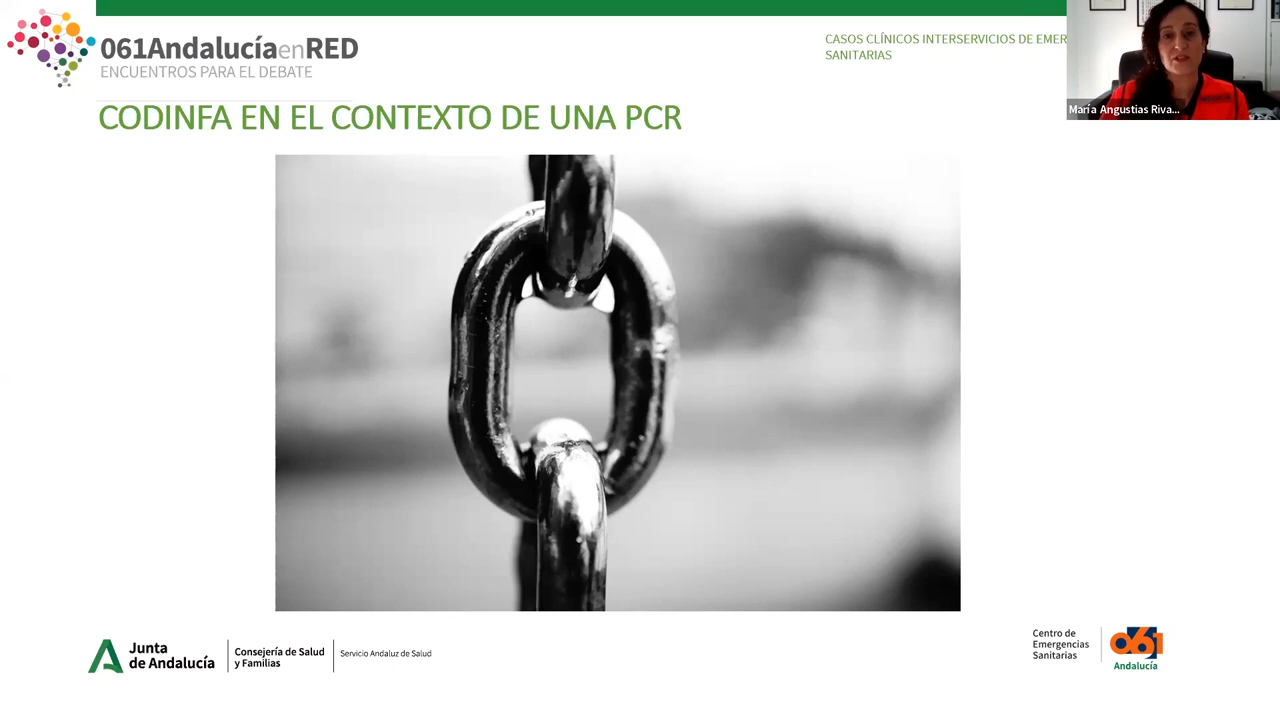 061AndalucíaenRED
ENCUENTROS PARA EL DEBATE
CASOS CLÍNICOS INTERSERVICIOS DE EMER
SANITARIAS
María Angustias Riva...
CODINFA EN EL CONTEXTO DE UNA PCR
Junta
de Andalucía
Consejería de Salud
y Familias
Servicio Andaluz de Salud
Centro de
Emergencias
Sanitarias
061
Andalucía